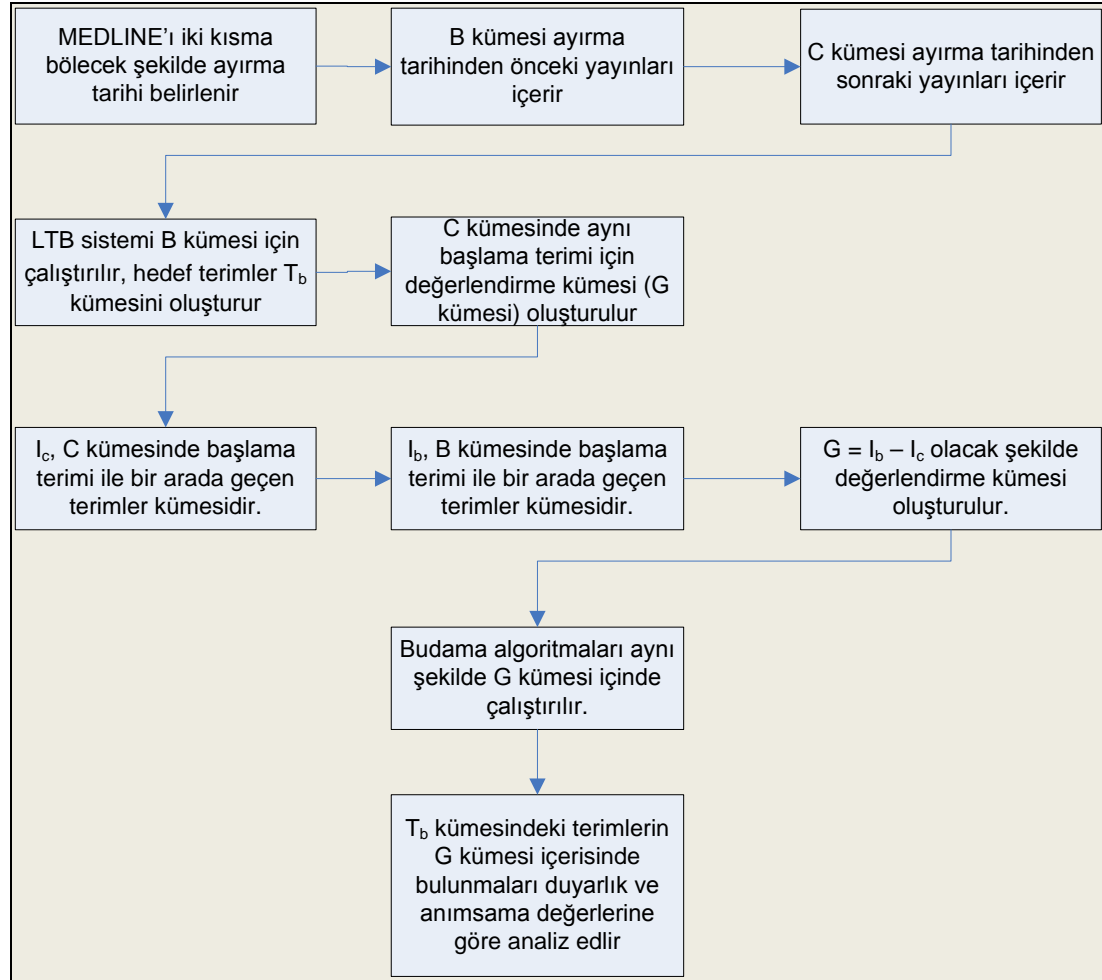 MEDLINE’ı iki kısma
bölecek şekilde ayırma
tarihi belirlenir
B kümesi ayırma
tarihinden önceki yayınları
içerir
C kümesi ayırma tarihinden
sonraki yayınları içerir
LTB sistemi B kümesi için
çalıştırılır, hedef terimler Tb
kümesini oluşturur
C kümesinde aynı
başlama terimi için
değerlendirme kümesi (G
kümesi) oluşturulur
Ic, C kümesinde başlama
terimi ile bir arada geçen
terimler kümesidir.
Ib, B kümesinde başlama
terimi ile bir arada geçen
terimler kümesidir.
G = Ib – Ic olacak şekilde
değerlendirme kümesi
oluşturulur.
Budama algoritmaları aynı
şekilde G kümesi içinde
çalıştırılır.
Tb kümesindeki terimlerin
G kümesi içerisinde
bulunmaları duyarlık ve
anımsama değerlerine
göre analiz edlir